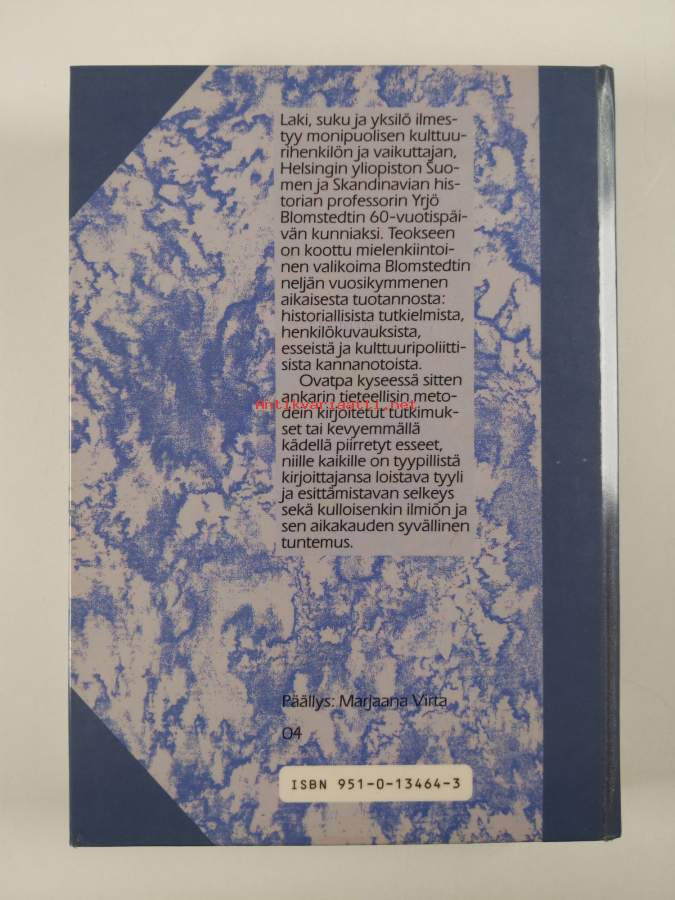 Laki, suku ja yksilö ilmes-
tyy monipuolisen kulttuu-
rihenkilön ja vaikuttajan,
Helsingin yliopiston Suo-
men ja Skandinavian his-
torian professorin Yrjö
Blomstedtin 60-vuotispäi-
vän kunniaksi. Teokseen
on koottu mielenkiintoi-
nen valikoima Blomstedtin
neljän vuosikymmenen
aikaisesta tuotannosta:
historiallisista tutkielmista,
henkilökuvauksista,
esseistä ja kulttuuripoliitti-
sista kannanotoista.
Ovatpa kyseessä sitten
ankarin tieteellisin meto-
Antikvariaatti.net
dein kirjoitetut tutkimuk-
set tai kevyemmällä
kädellä piirretyt esseet,
niille kaikille on tyypillistä
kirjoittajansa loistava tyyli
ja esittämistavan selkeys
sekä kulloisenkin ilmiön ja
sen aikakauden syvällinen
tuntemus.
Päällys: Marjaana Virta
04
ISBN 951-0-13464-3